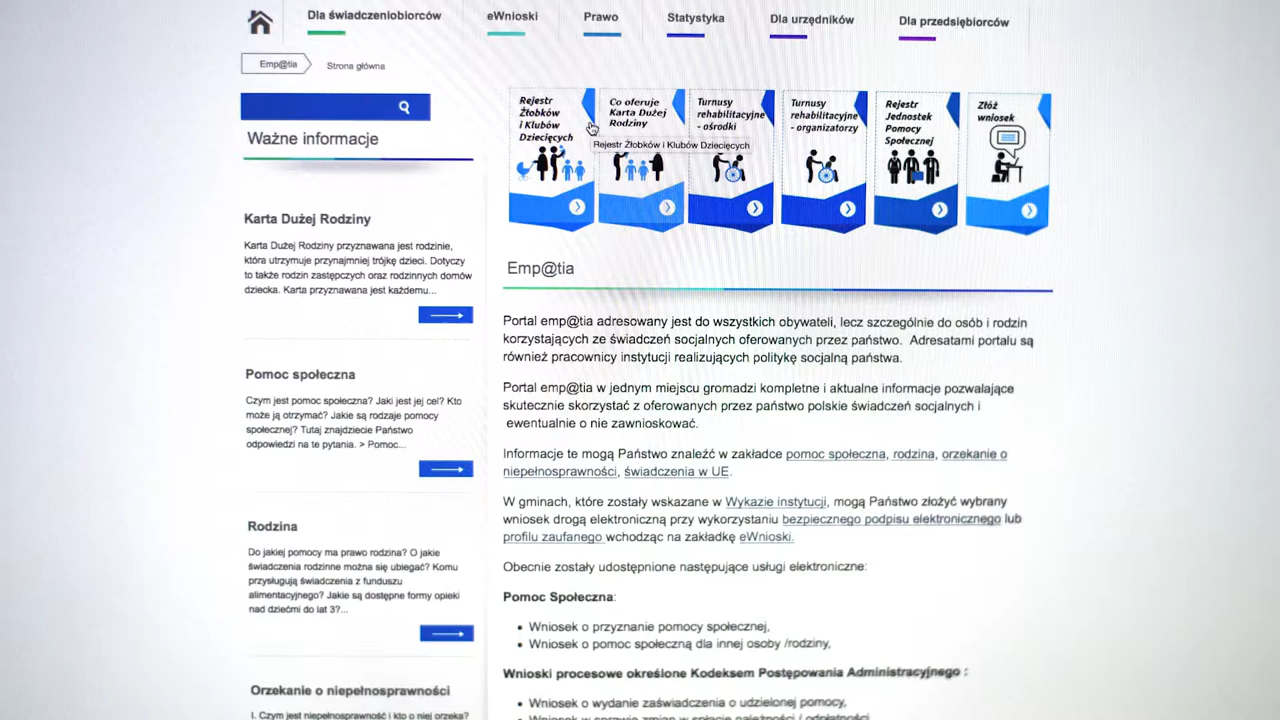 Dla świadczeniobiorców
eWnioski
Prawo
Statystyka
Dla urzędników
Dla przedsiębiorców
Emp@tia
Strona główna
Ważne informacje
Karta Dużej Rodziny
Karta Dużej Rodziny przyznawana jest rodzinie,
która utrzymuje przynajmniej trójkę dzieci. Dotyczy
to także rodzin zastępczych oraz rodzinnych domów
dziecka. Karta przyznawana jest każdemu...
Pomoc społeczna
Czym jest pomoc społeczna? Jaki jest jej cel? Kto
może ją otrzymać? Jakie są rodzaje pomocy
społecznej? Tutaj znajdziecie Państwo
odpowiedzi na te pytania. > Pomoc...
Rodzina
Do jakiej pomocy ma prawo rodzina? O jakie
świadczenia rodzinne można się ubiegać? Komu
przysługują świadczenia z funduszu
alimentacyjnego? Jakie są dostępne formy opieki
nad dziećmi do lat 3?...
Orzekanie o niepełnosprawności
I. Czym jest niepełnosprawność i kto o niej orzeka?
Rejestr
Żłobków
i Klubów
Dziecięcych
Co oferuje
Karta Dużej
Rodziny
Turnusy
rehabilitacyjne
- ośrodki
Turnusy
rehabilitacyjne
- organizatorzy
Rejestr
Jednostek
Pomocy
Społecznej
Złóż
wniosek
Rejestr Żłobków i Klubów Dziecięcych
Emp@tia
Portal emp@tia adresowany jest do wszystkich obywateli, lecz szczególnie do osób i rodzin
korzystających ze świadczeń socjalnych oferowanych przez państwo. Adresatami portalu są
również pracownicy instytucji realizujących politykę socjalną państwa.
Portal emp@tia w jednym miejscu gromadzi kompletne i aktualne informacje pozwalające
skutecznie skorzystać z oferowanych przez państwo polskie świadczeń socjalnych i
ewentualnie o nie zawnioskować.
Informacje te mogą Państwo znaleźć w zakładce pomoc społeczna, rodzina, orzekanie o
niepełnosprawności, świadczenia w UE.
W gminach, które zostały wskazane w Wykazie instytucji, mogą Państwo złożyć wybrany
wniosek drogą elektroniczną przy wykorzystaniu bezpiecznego podpisu elektronicznego lub
profilu zaufanego wchodząc na zakładkę eWnioski.
Obecnie zostały udostępnione następujące usługi elektroniczne:
Pomoc Społeczna:
• Wniosek o przyznanie pomocy społecznej,
• Wniosek o pomoc społeczną dla innej osoby /rodziny,
Wnioski procesowe określone Kodeksem Postępowania Administracyjnego :
• Wniosek o wydanie zaświadczenia o udzielonej pomocy,
• Wniosek w sprawie zmian w spłacie należności / odpłatności